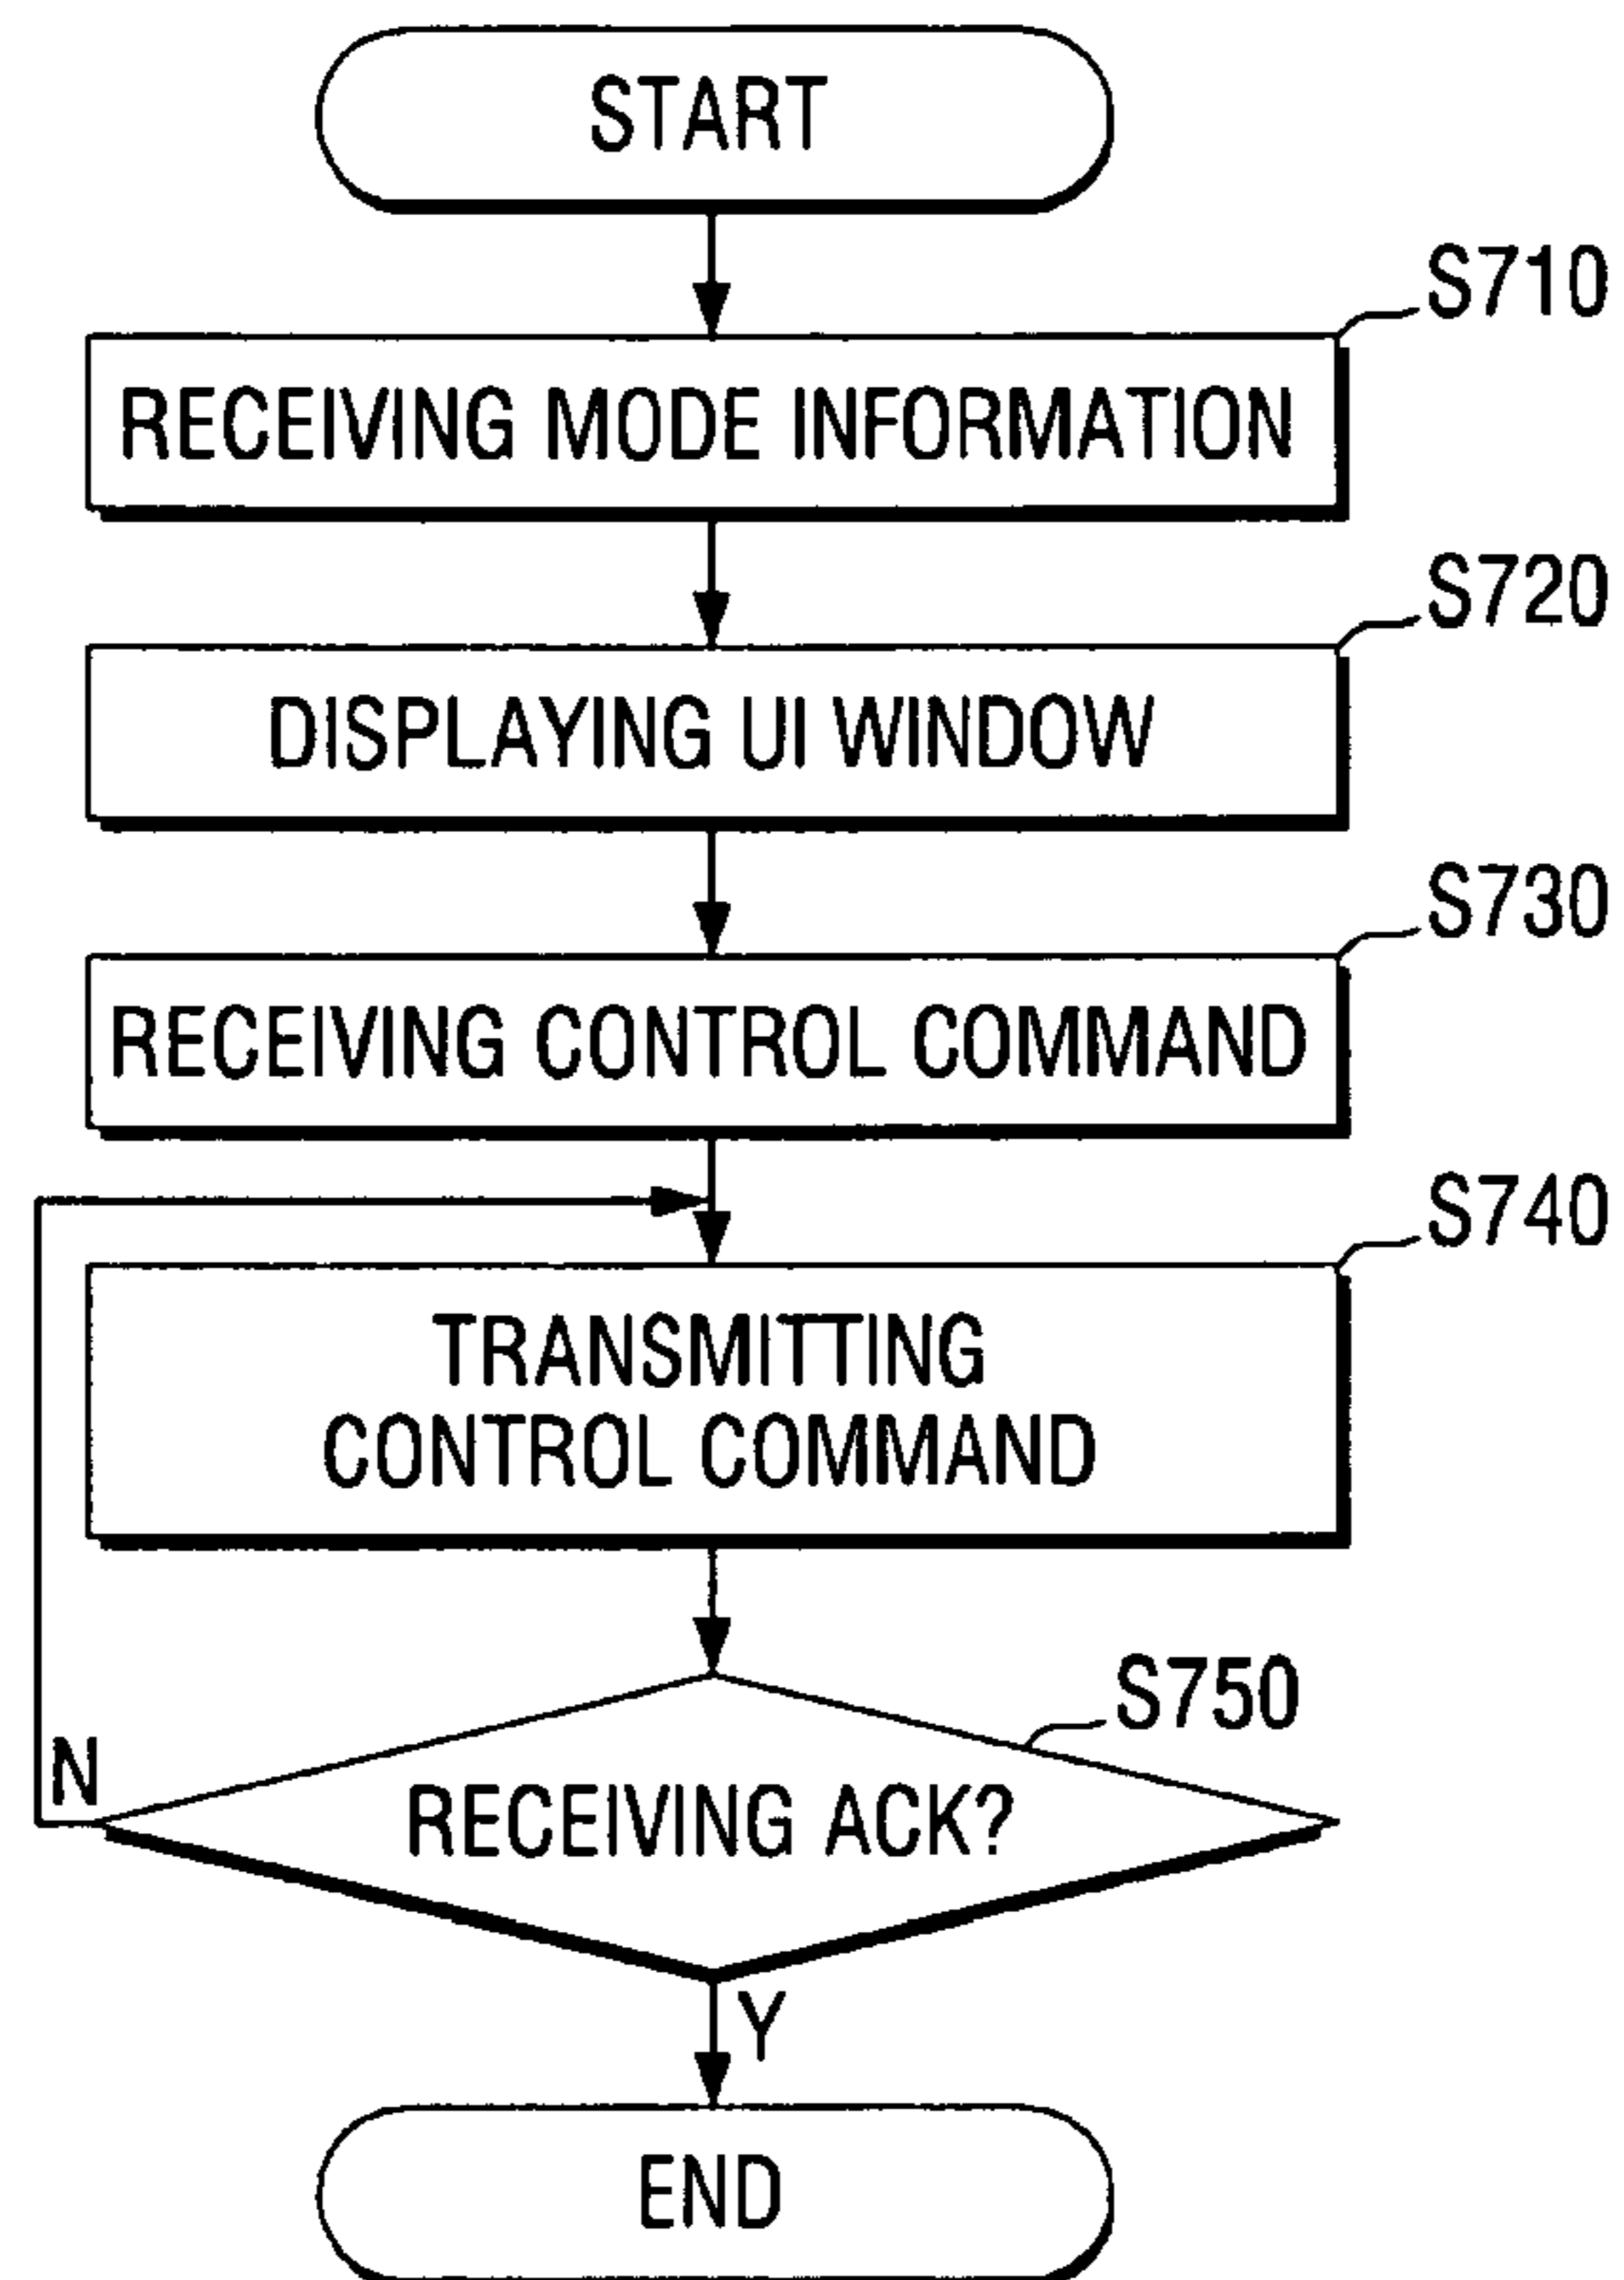 START
S710
RECEIVING MODE INFORMATION
S720
DISPLAYING UI WINDOW
S730
RECEIVING CONTROL COMMAND
S740
TRANSMITTING
CONTROL COMMAND
S750
N
RECEIVING ACK?
Y
END